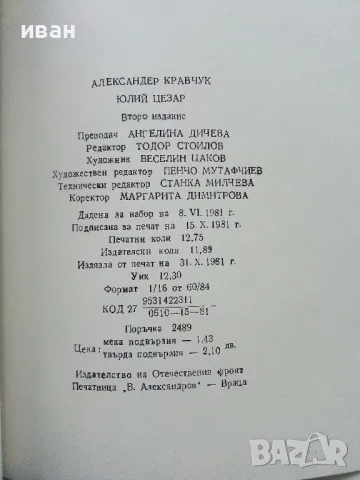 иван
АЛЕКСАНДЕР КРАВЧУК
ЮЛИЙ ЦЕЗАР
Второ издание
Преводач АНГЕЛИНА ДИЧЕВА
Редактор ТОДОР СТОИЛОВ
Художник ВЕСЕЛИН ЦАКОВ
Художествен редактор ПЕНЧО МУТАФЧИЕВ
Технически редактор СТАНКА МИЛЧЕВА
Коректор МАРГАРИТА ДИМИТРОВА
Дадена за набор на 8. VI. 1981 г.
Подписана за печат на 15. X. 1981 г.
Печатни коли 12,75
Издателски коли 11,89
Излязла от печат на 31. X. 1981 г.
Уик 12,30
Формат 1/16 от 60/84
КОД 27 9531422311
0610—15—81
Поръчка 2489
Цена: мека подвързия — 1,43 лв.
твърда подвързия — 2,10
Издателство на Отечествения фронт
Печатница „В. Александров" — Враца
BAZAR
.bg